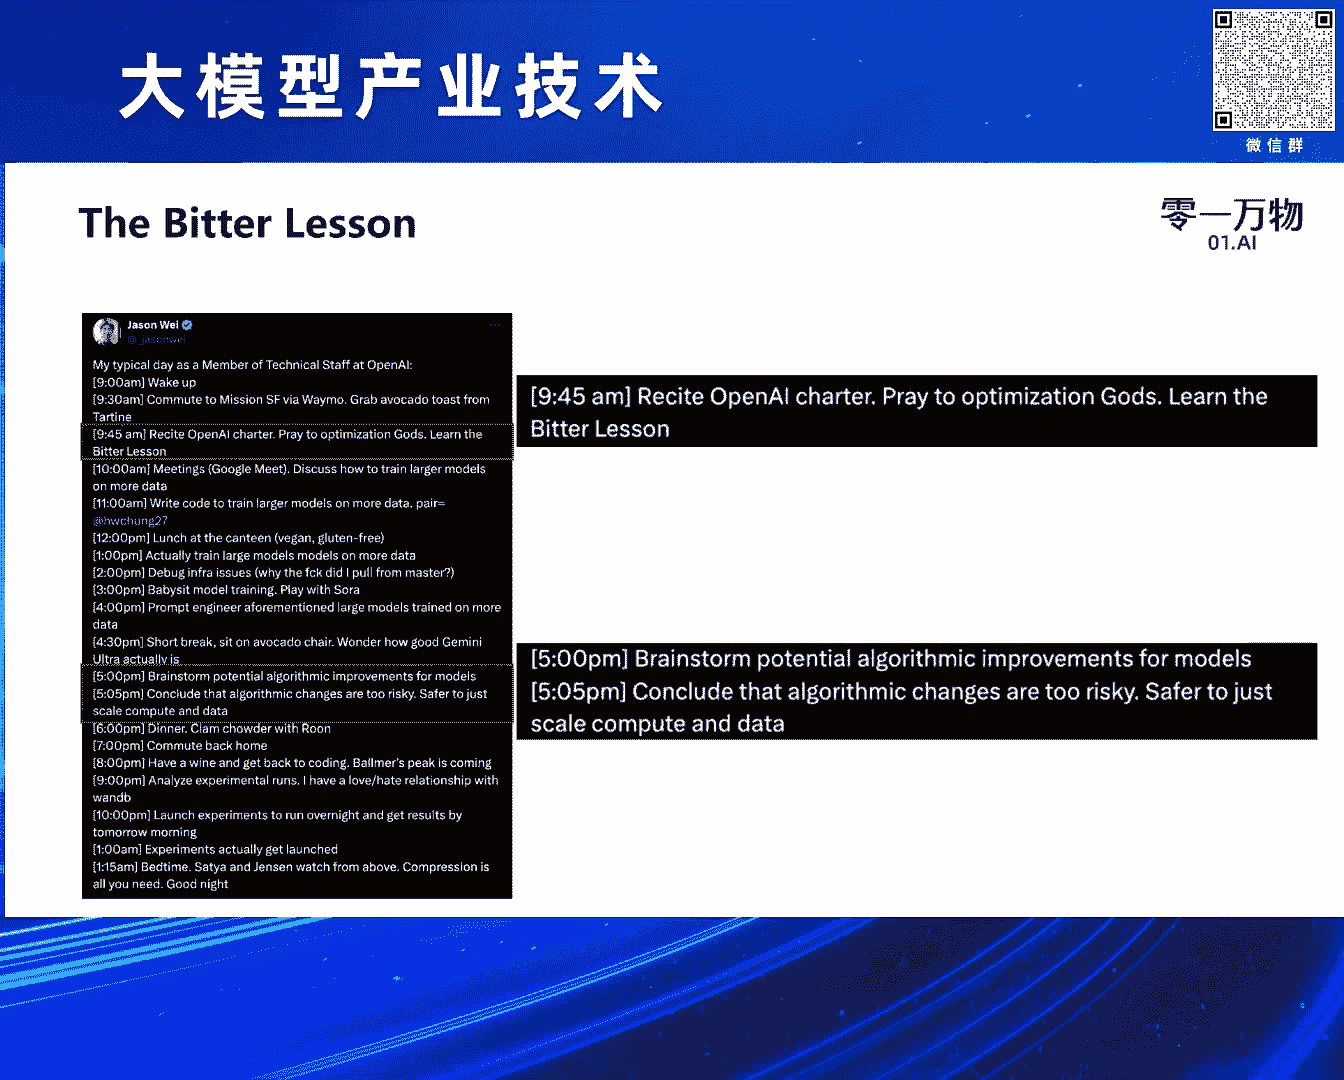 大模型产业技术
微信群
The Bitter Lesson
零一万物
01.AI
Jason Wei
@_jasonwei
My typical day as a Member of Technical Staff at OpenAI:
[9:00am] Wake up
[9:30am] Commute to Mission SF via Waymo. Grab avocado toast from
Tartine
[9:45 am] Recite OpenAI charter. Pray to optimization Gods. Learn the
Bitter Lesson
[10:00am] Meetings (Google Meet). Discuss how to train larger models
on more data
[11:00am] Write code to train larger models on more data. pair=
@hwchung27
[12:00pm] Lunch at the canteen (vegan, gluten-free)
[1:00pm] Actually train large models models on more data
[2:00pm] Debug infra issues (why the fck did I pull from master?)
[3:00pm] Babysit model training. Play with Sora
[4:00pm] Prompt engineer aforementioned large models trained on more
data
[4:30pm] Short break, sit on avocado chair. Wonder how good Gemini
Ultra actually is
[5:00pm] Brainstorm potential algorithmic improvements for models
[5:05pm] Conclude that algorithmic changes are too risky. Safer to just
scale compute and data
[6:00pm] Dinner. Clam chowder with Roon
[7:00pm] Commute back home
[8:00pm] Have a wine and get back to coding. Ballmer's peak is coming
[9:00pm] Analyze experimental runs. I have a love/hate relationship with
wandb
[10:00pm] Launch experiments to run overnight and get results by
tomorrow morning
[1:00am] Experiments actually get launched
[1:15am] Bedtime. Satya and Jensen watch from above. Compression is
all you need. Good night
[9:45 am] Recite OpenAI charter. Pray to optimization Gods. Learn the
Bitter Lesson
[5:00pm] Brainstorm potential algorithmic improvements for models
[5:05pm] Conclude that algorithmic changes are too risky. Safer to just
scale compute and data